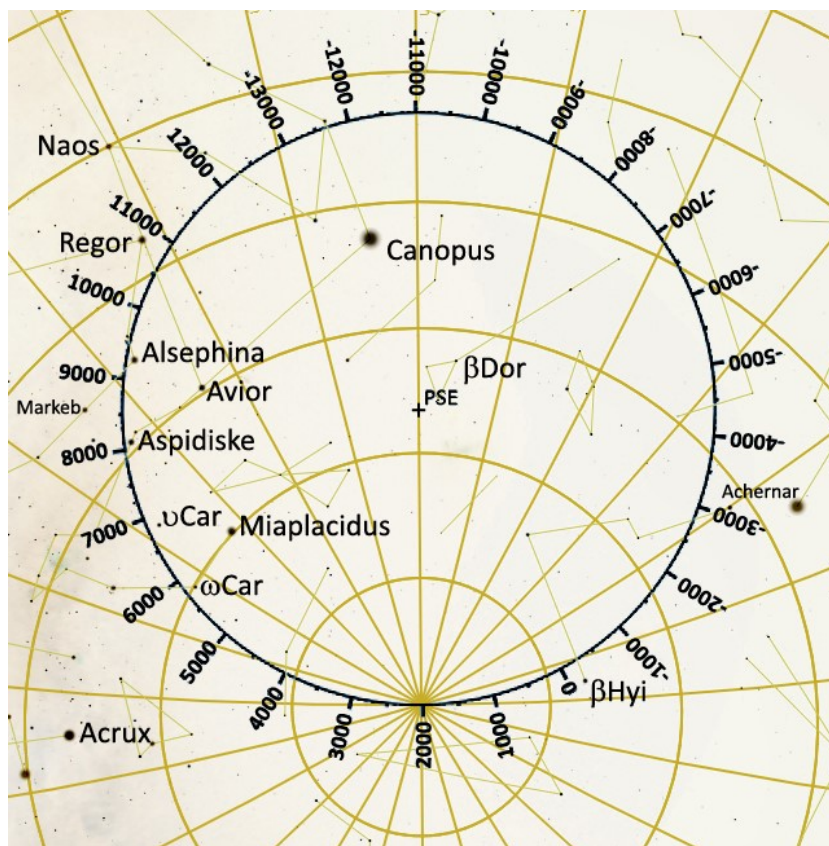 -11000
-12000
-10000
-13000
-9000
Naos
12000
-8000
11000
-7000
Regor
Canopus
10000
-6000
Alsephina
-5000
9000
Avior
βDor
Markeb
PSE
8000
Aspidiske
-4000
Achernar
7000
υCar
Miaplacidus
-3000
6000
ωCar
-2000
5000
-1000
4000
0
βHyi
3000
1000
Acrux
2000